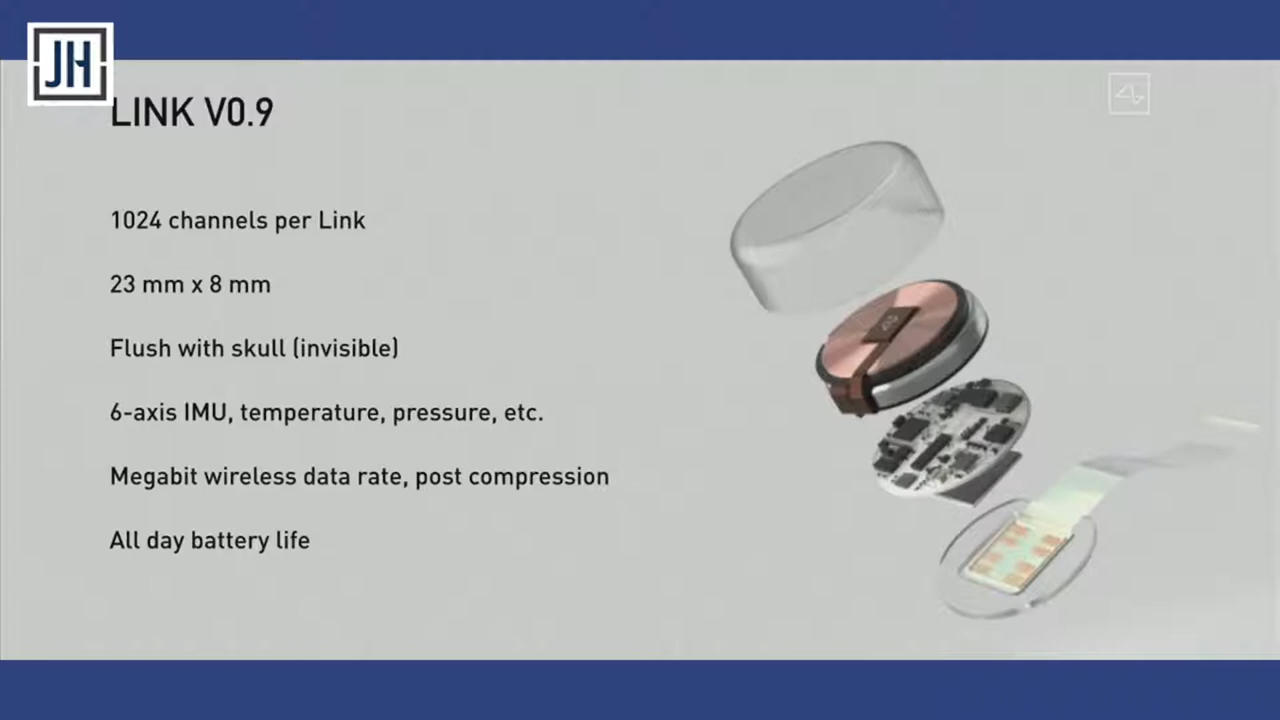 JH
LINK V0.9
1024 channels per Link
23 mm x 8 mm
Flush with skull (invisible)
6-axis IMU, temperature, pressure, etc.
Megabit wireless data rate, post compression
All day battery life